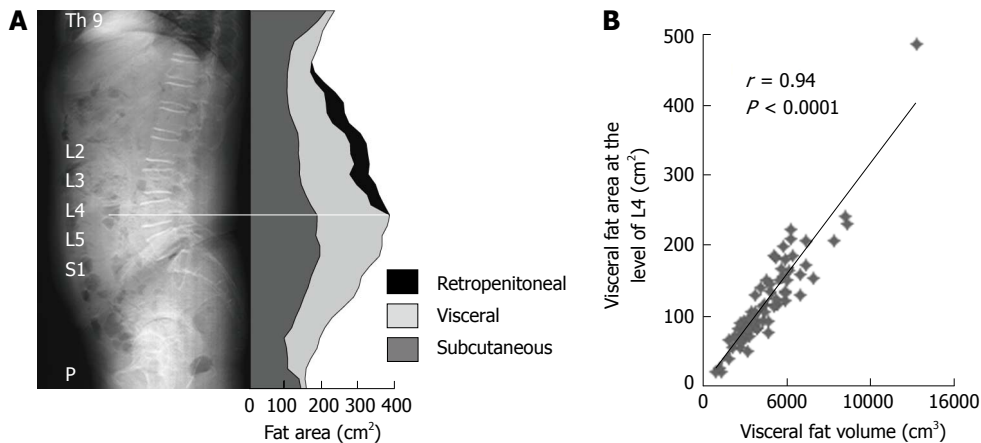 A
Th 9
L2
L3
L4
L5
S1
P
Retropenitoneal
Visceral
Subcutaneous
0 100 200 300 400
Fat area (cm²)
B
500
400
300
200
100
0
r = 0.94
P < 0.0001
Visceral fat area at the
level of L4 (cm²)
0 6000 10000 16000
Visceral fat volume (cm³)